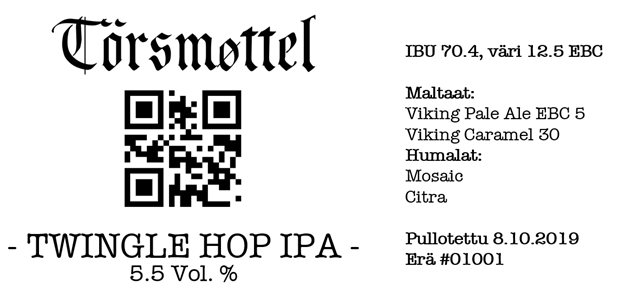 Törsmøttel
- TWINGLE HOP IPA -
5.5 Vol. %
IBU 70.4, väri 12.5 EBC
Maltaat:
Viking Pale Ale EBC 5
Viking Caramel 30
Humalat:
Mosaic
Citra
Pullotettu 8.10.2019
Erä #01001